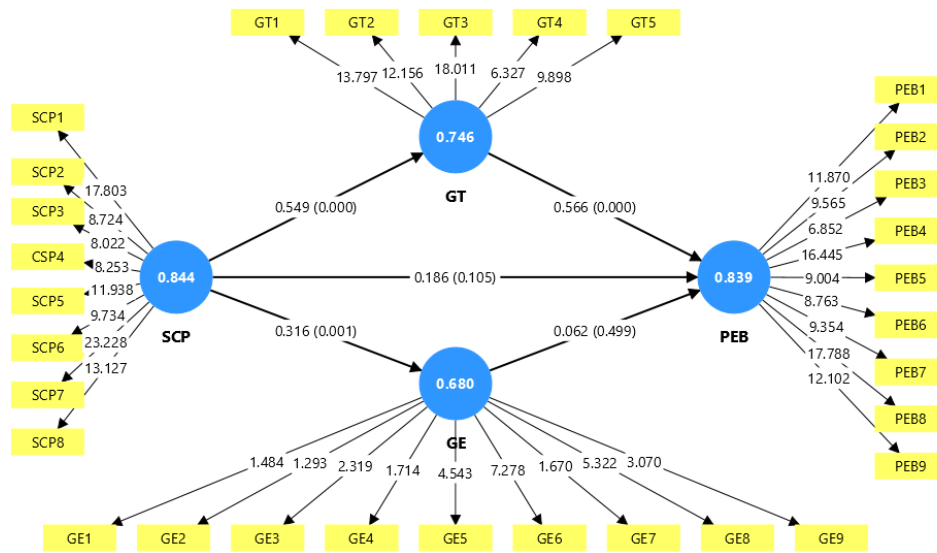 GT1 GT2 GT3 GT4 GT5
13.797 12.156 18.011 6.327 9.898
0.746
GT
SCP1
SCP2
SCP3
CSP4
SCP5
SCP6
SCP7
SCP8
17.803
8.724
8.022
8.253
11.938
9.734
23.228
13.127
0.844
SCP
0.549 (0.000)
0.566 (0.000)
0.186 (0.105)
0.316 (0.001)
0.062 (0.499)
0.839
PEB
11.870
9.565
6.852
16.445
9.004
8.763
9.354
17.788
12.102
PEB1
PEB2
PEB3
PEB4
PEB5
PEB6
PEB7
PEB8
PEB9
0.680
GE
1.484 1.293 2.319 1.714 4.543 7.278 1.670 5.322 3.070
GE1 GE2 GE3 GE4 GE5 GE6 GE7 GE8 GE9